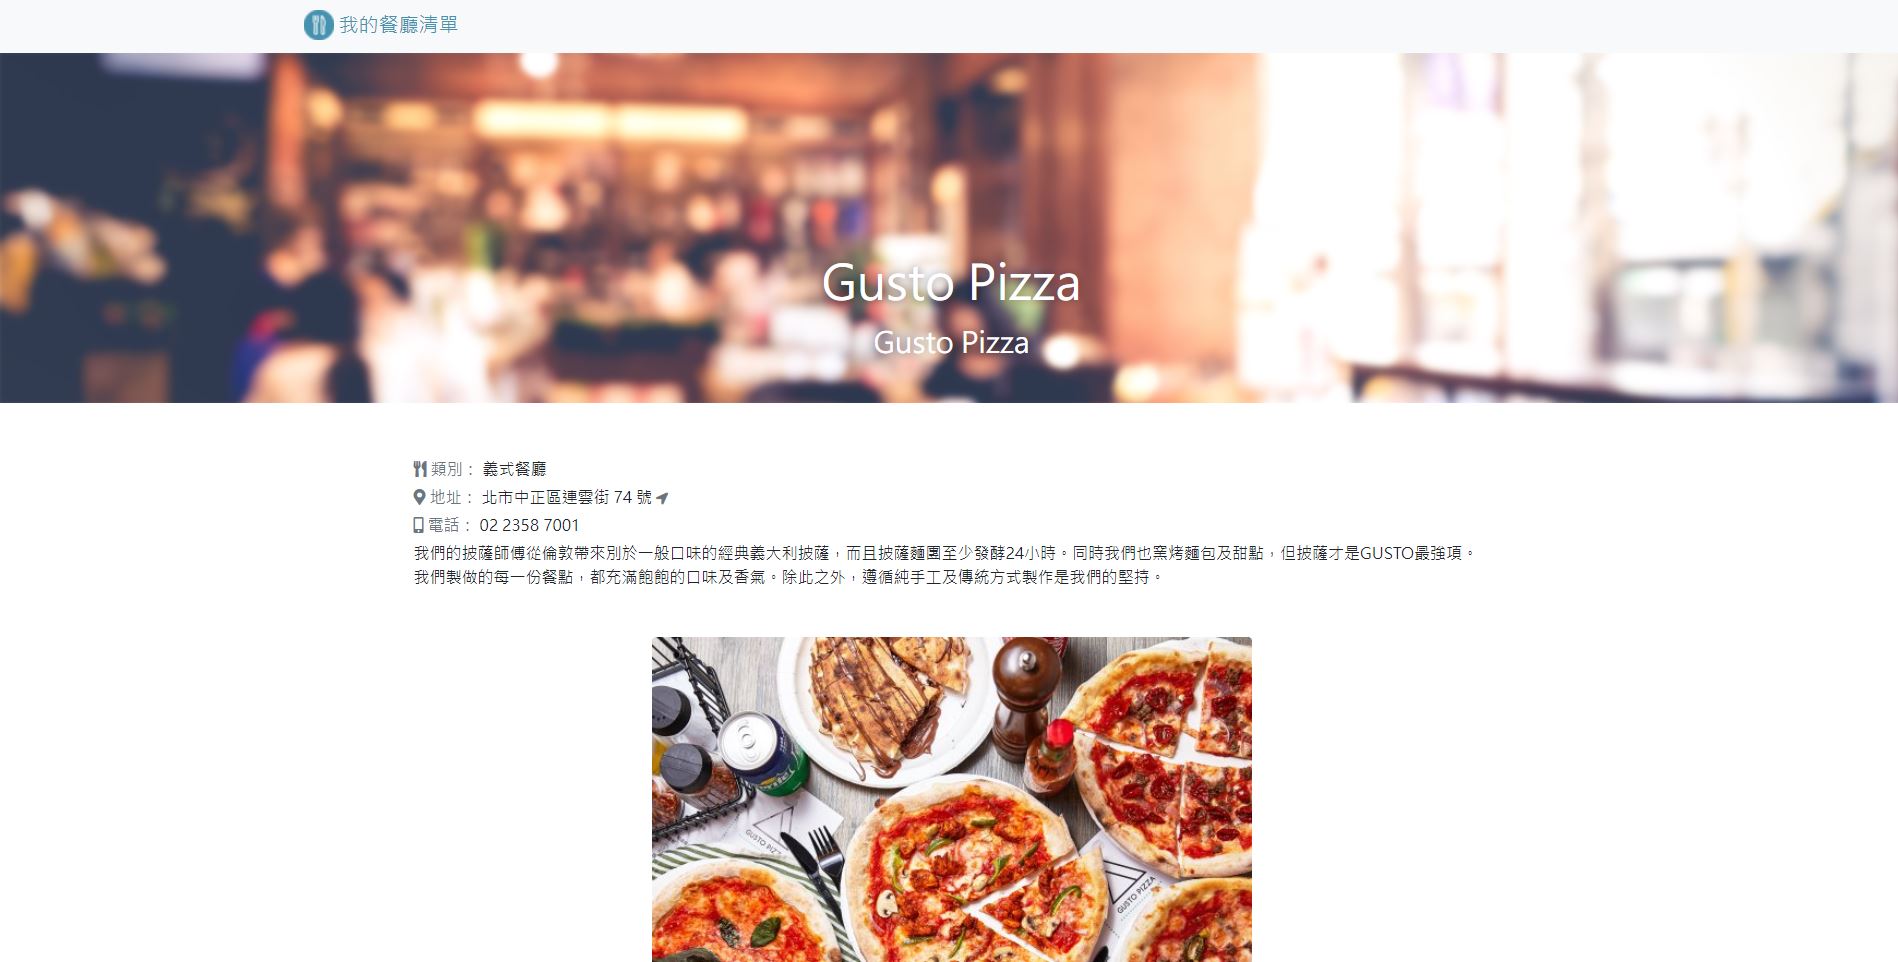 我的餐廳清單
Gusto Pizza
Gusto Pizza
類別： 義式餐廳
地址： 北市中正區連雲街 74 號
電話： 02 2358 7001
我們的披薩師傅從倫敦帶來別於一般口味的經典義大利披薩，而且披薩麵團至少發酵24小時。同時我們也窯烤麵包及甜點，但披薩才是GUSTO最強項。
我們製做的每一份餐點，都充滿飽飽的口味及香氣。除此之外，遵循純手工及傳統方式製作是我們的堅持。
GUSTO PIZZ
GUSTO PIZZA